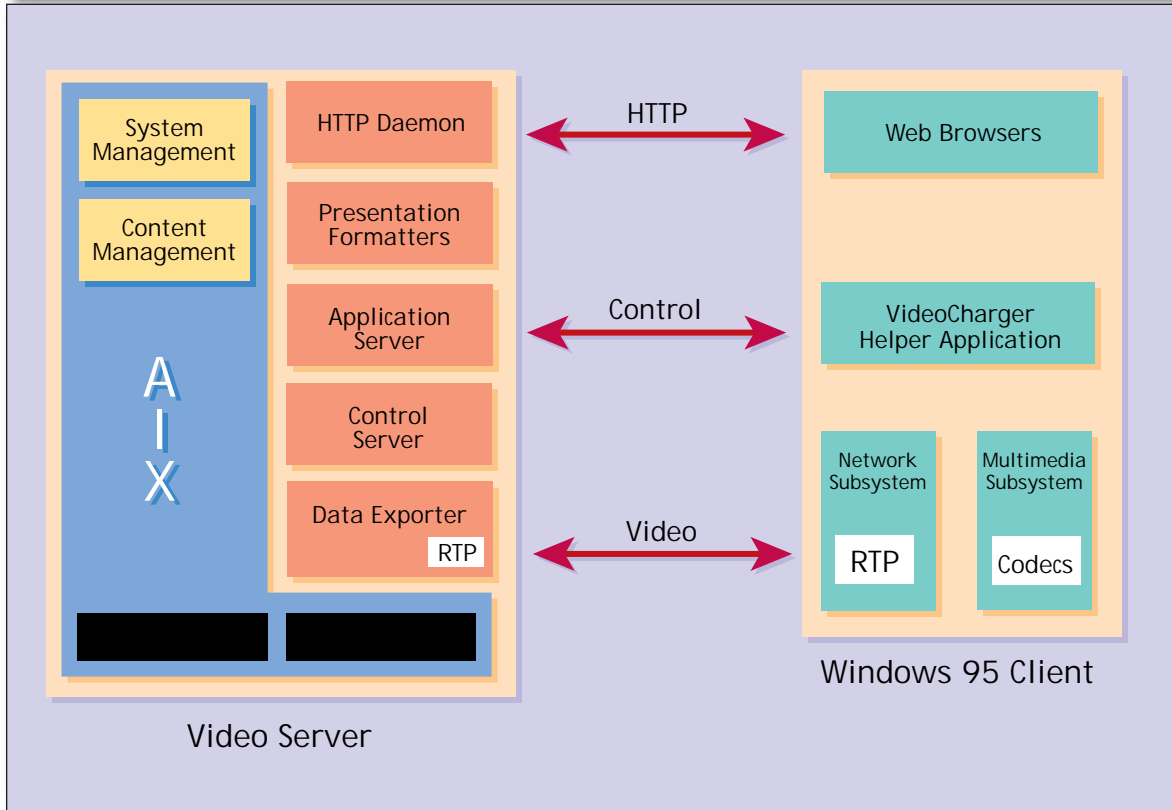 System
Management
Content
Management
A
I
X
HTTP Daemon
Presentation
Formatters
Application
Server
Control
Server
Data Exporter
RTP
Video Server
HTTP
Control
Video
Web Browsers
VideoCharger
Helper Application
Network
Subsystem
RTP
Multimedia
Subsystem
Codecs
Windows 95 Client